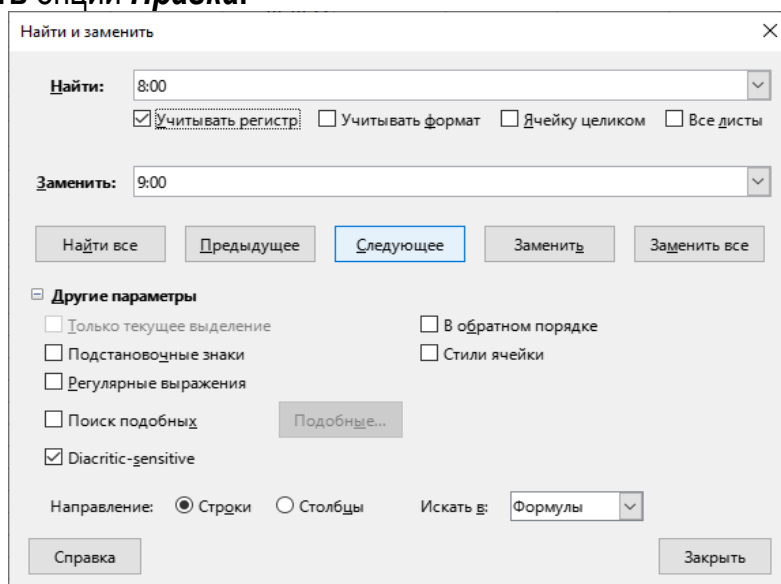 опции Правка.
Найти и заменить
Найти: 8:00
Учитывать регистр Учитывать формат Ячейку целиком Все листы
Заменить: 9:00
Найти все Предыдущее Следующее Заменить Заменить все
Другие параметры
Только текущее выделение В обратном порядке
Подстановочные знаки Стили ячейки
Регулярные выражения
Поиск подобных Подобные...
Diacritic-sensitive
Направление: Строки Столбцы Искать в: Формулы
Справка Закрыть